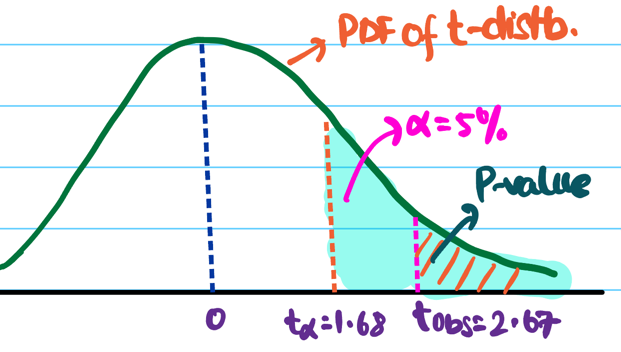 PDF of t-distb.
α=5%
P-value
0
tα=1.68
tobs=2.67